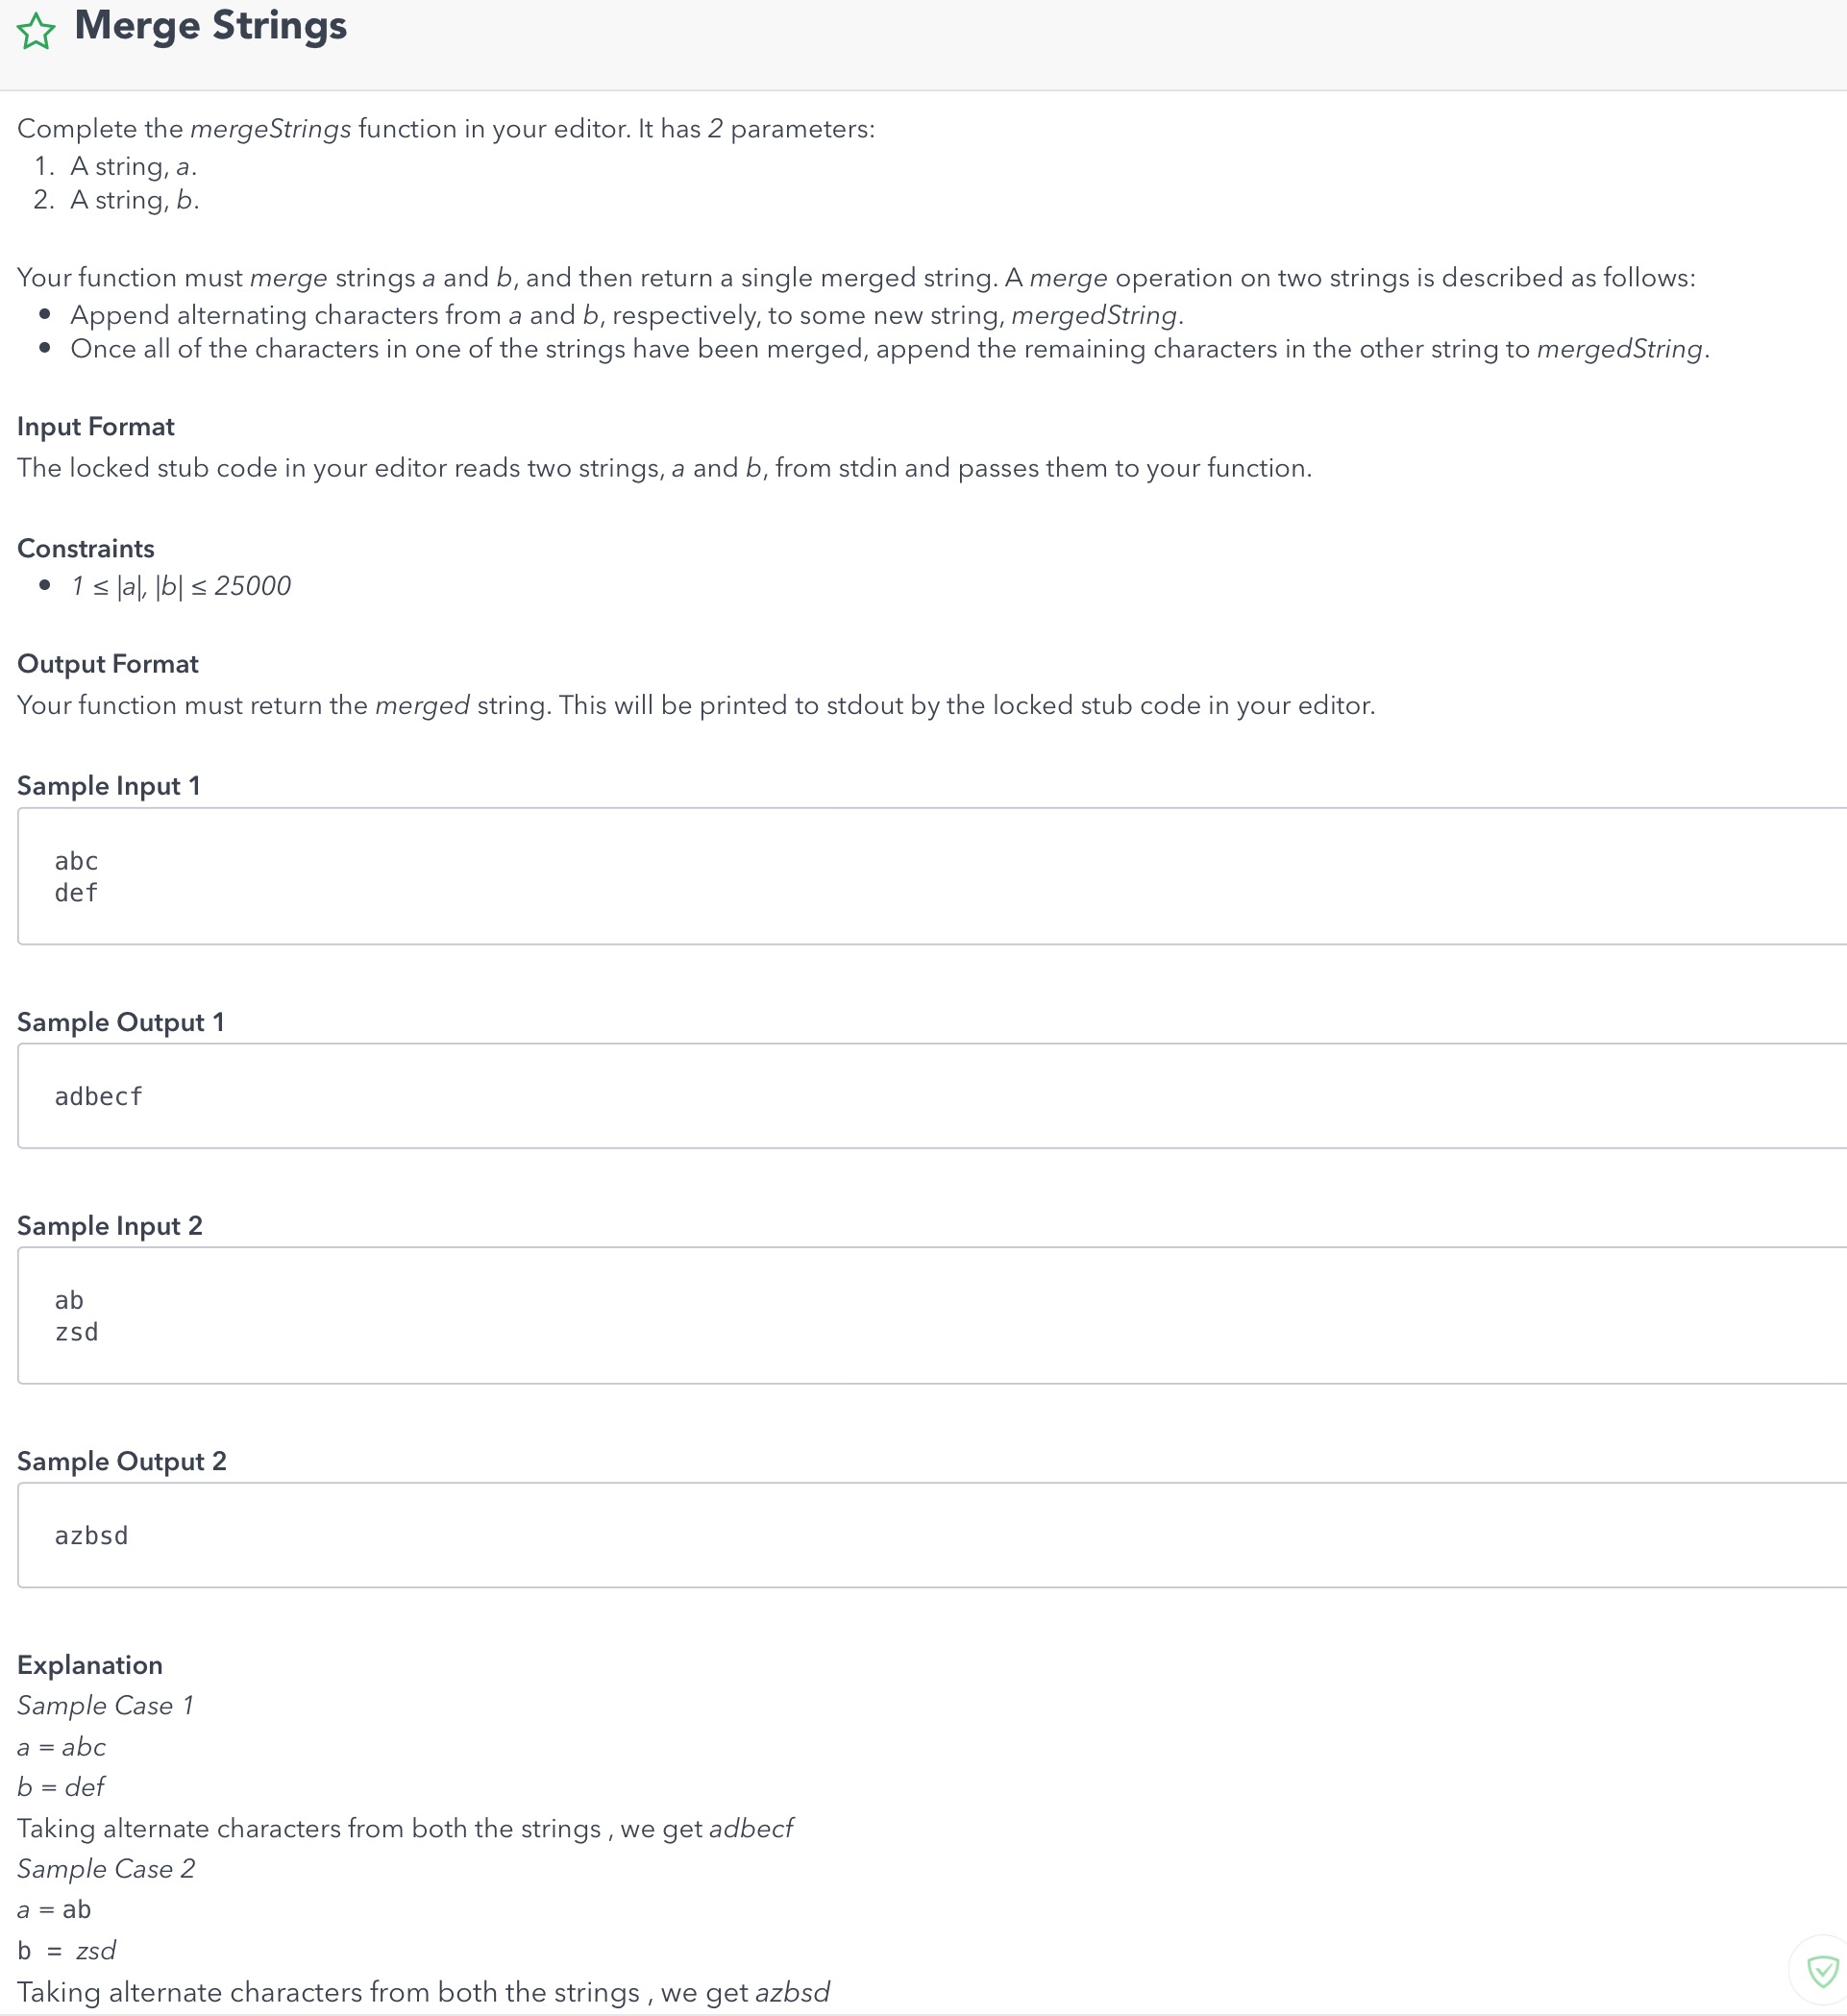 Merge Strings
Complete the mergeStrings function in your editor. It has 2 parameters:
1. A string, a.
2. A string, b.
Your function must merge strings a and b, and then return a single merged string. A merge operation on two strings is described as follows:
• Append alternating characters from a and b, respectively, to some new string, mergedString.
• Once all of the characters in one of the strings have been merged, append the remaining characters in the other string to mergedString.
Input Format
The locked stub code in your editor reads two strings, a and b, from stdin and passes them to your function.
Constraints
• 1 ≤ |a|, |b| ≤ 25000
Output Format
Your function must return the merged string. This will be printed to stdout by the locked stub code in your editor.
Sample Input 1
abc
def
Sample Output 1
adbecf
Sample Input 2
ab
zsd
Sample Output 2
azbsd
Explanation
Sample Case 1
a = abc
b = def
Taking alternate characters from both the strings , we get adbecf
Sample Case 2
a = ab
b = zsd
Taking alternate characters from both the strings , we get azbsd